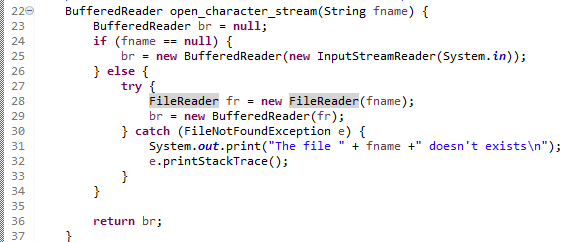 22 BufferedReader open_character_stream(String fname) {
23 BufferedReader br = null;
24 if (fname == null) {
25 br = new BufferedReader(new InputStreamReader(System.in));
26 } else {
27 try {
28 FileReader fr = new FileReader(fname);
29 br = new BufferedReader(fr);
30 } catch (FileNotFoundException e) {
31 System.out.print("The file " + fname +" doesn't exists\n");
32 e.printStackTrace();
33 }
34 }
35
36 return br;
37 }